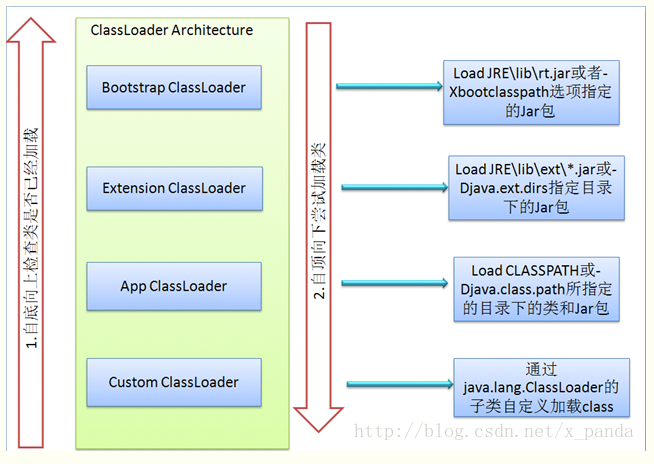 1.自底向上检查类是否已经加载
ClassLoader Architecture
Bootstrap ClassLoader
Extension ClassLoader
App ClassLoader
Custom ClassLoader
2.自顶向下尝试加载类
Load JRE\lib\rt.jar或者-
Xbootclasspath选项指定
的Jar包
Load JRE\lib\ext\*.jar或-
Djava.ext.dirs指定目录
下的Jar包
Load CLASSPATH或-
Djava.class.path所指定
的目录下的类和Jar包
通过
java.lang.ClassLoader的
子类自定义加载class
http://blog.csdn.net/x_panda